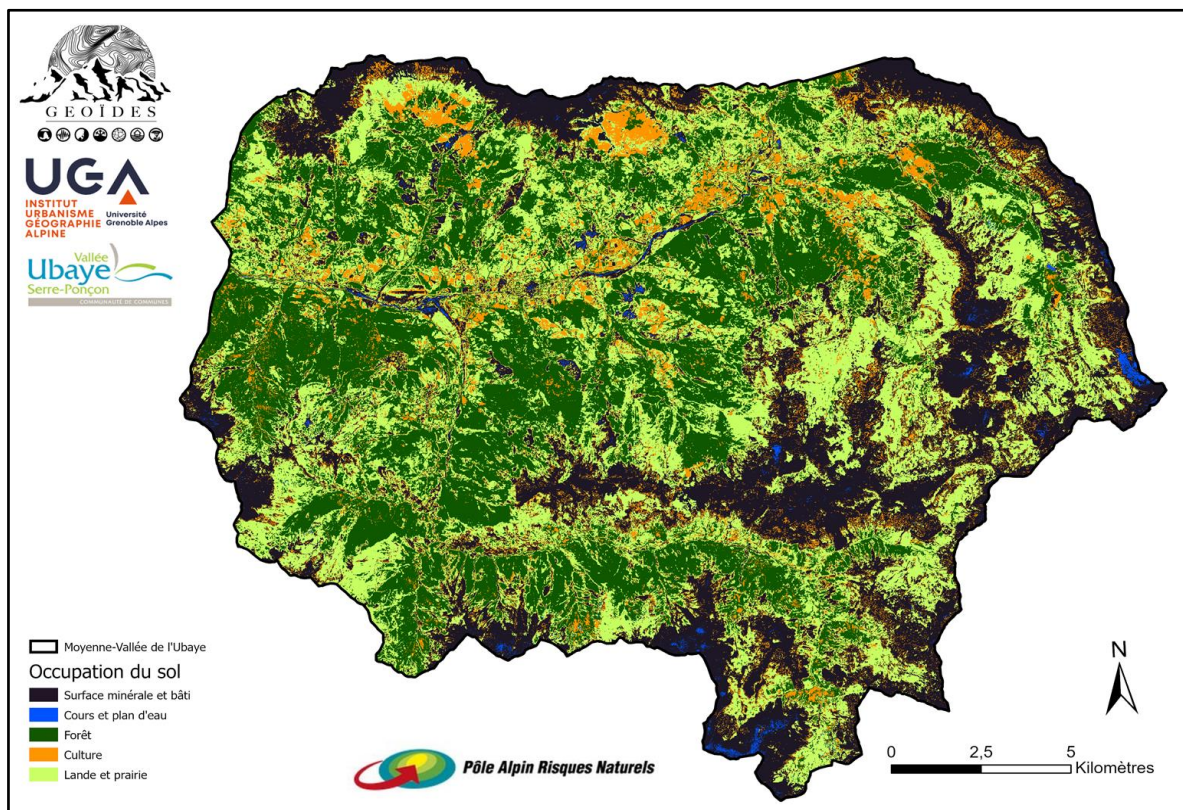 GEOÏDES
UGA
INSTITUT
URBANISME
GÉOGRAPHIE
ALPINE
Université
Grenoble Alpes
Vallée
Ubaye
Serre-Ponçon
COMMUNAUTÉ DE COMMUNES
Moyenne-Vallée de l'Ubaye
Occupation du sol
Surface minérale et bâti
Cours et plan d'eau
Forêt
Culture
Lande et prairie
Pôle Alpin Risques Naturels
N
0 2,5 5
Kilomètres